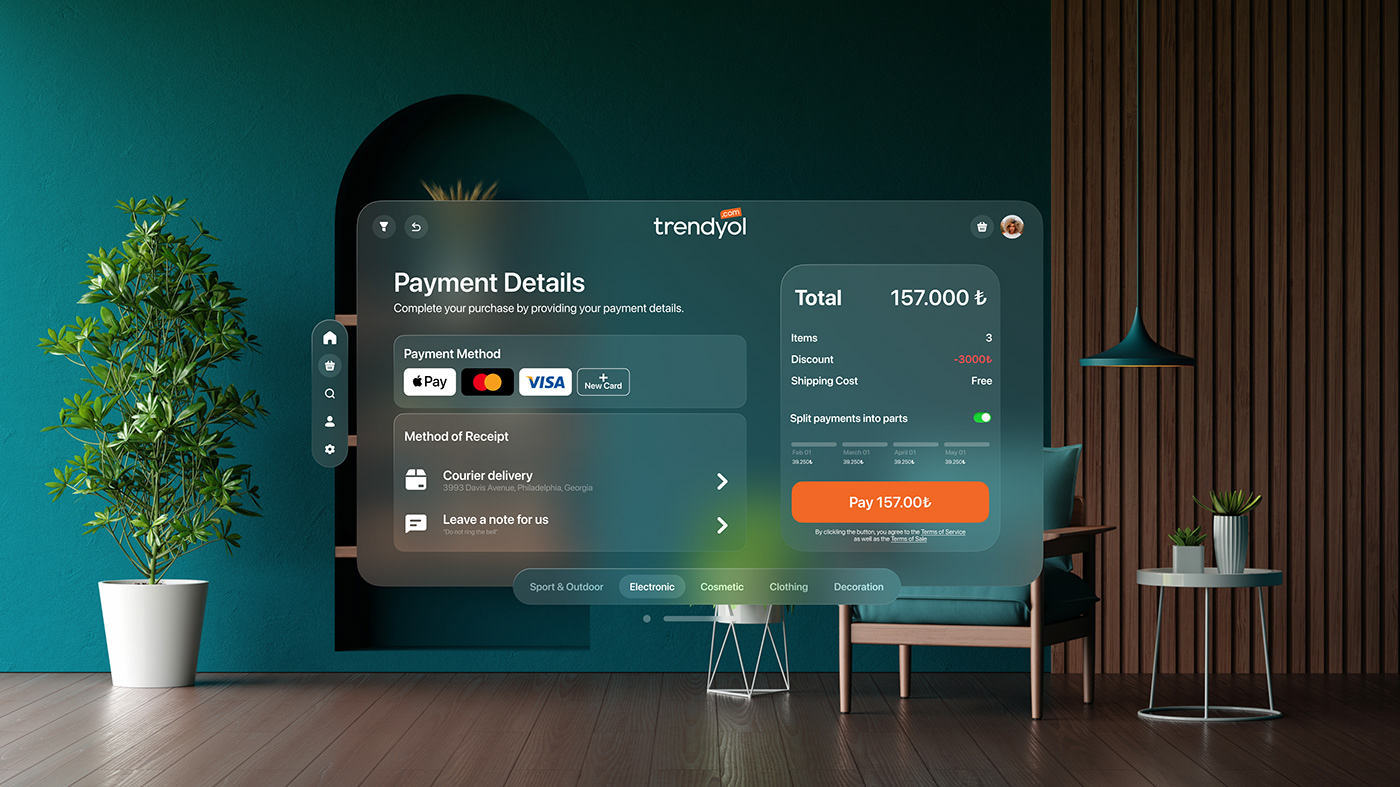 trendyol
.com
Payment Details
Complete your purchase by providing your payment details.
Payment Method
Pay
VISA
+
New Card
Method of Receipt
Courier delivery
3993 Davis Avenue, Philadelphia, Georgia
Leave a note for us
"Do not ring the bell"
Total 157.000 ₺
Items 3
Discount -3000₺
Shipping Cost Free
Split payments into parts
Feb 01 March 01 April 01 May 01
39.250₺ 39.250₺ 39.250₺ 39.250₺
Pay 157.00₺
By clickling the button, you agree to the Terms of Service
as well as the Terms of Sale
Sport & Outdoor Electronic Cosmetic Clothing Decoration